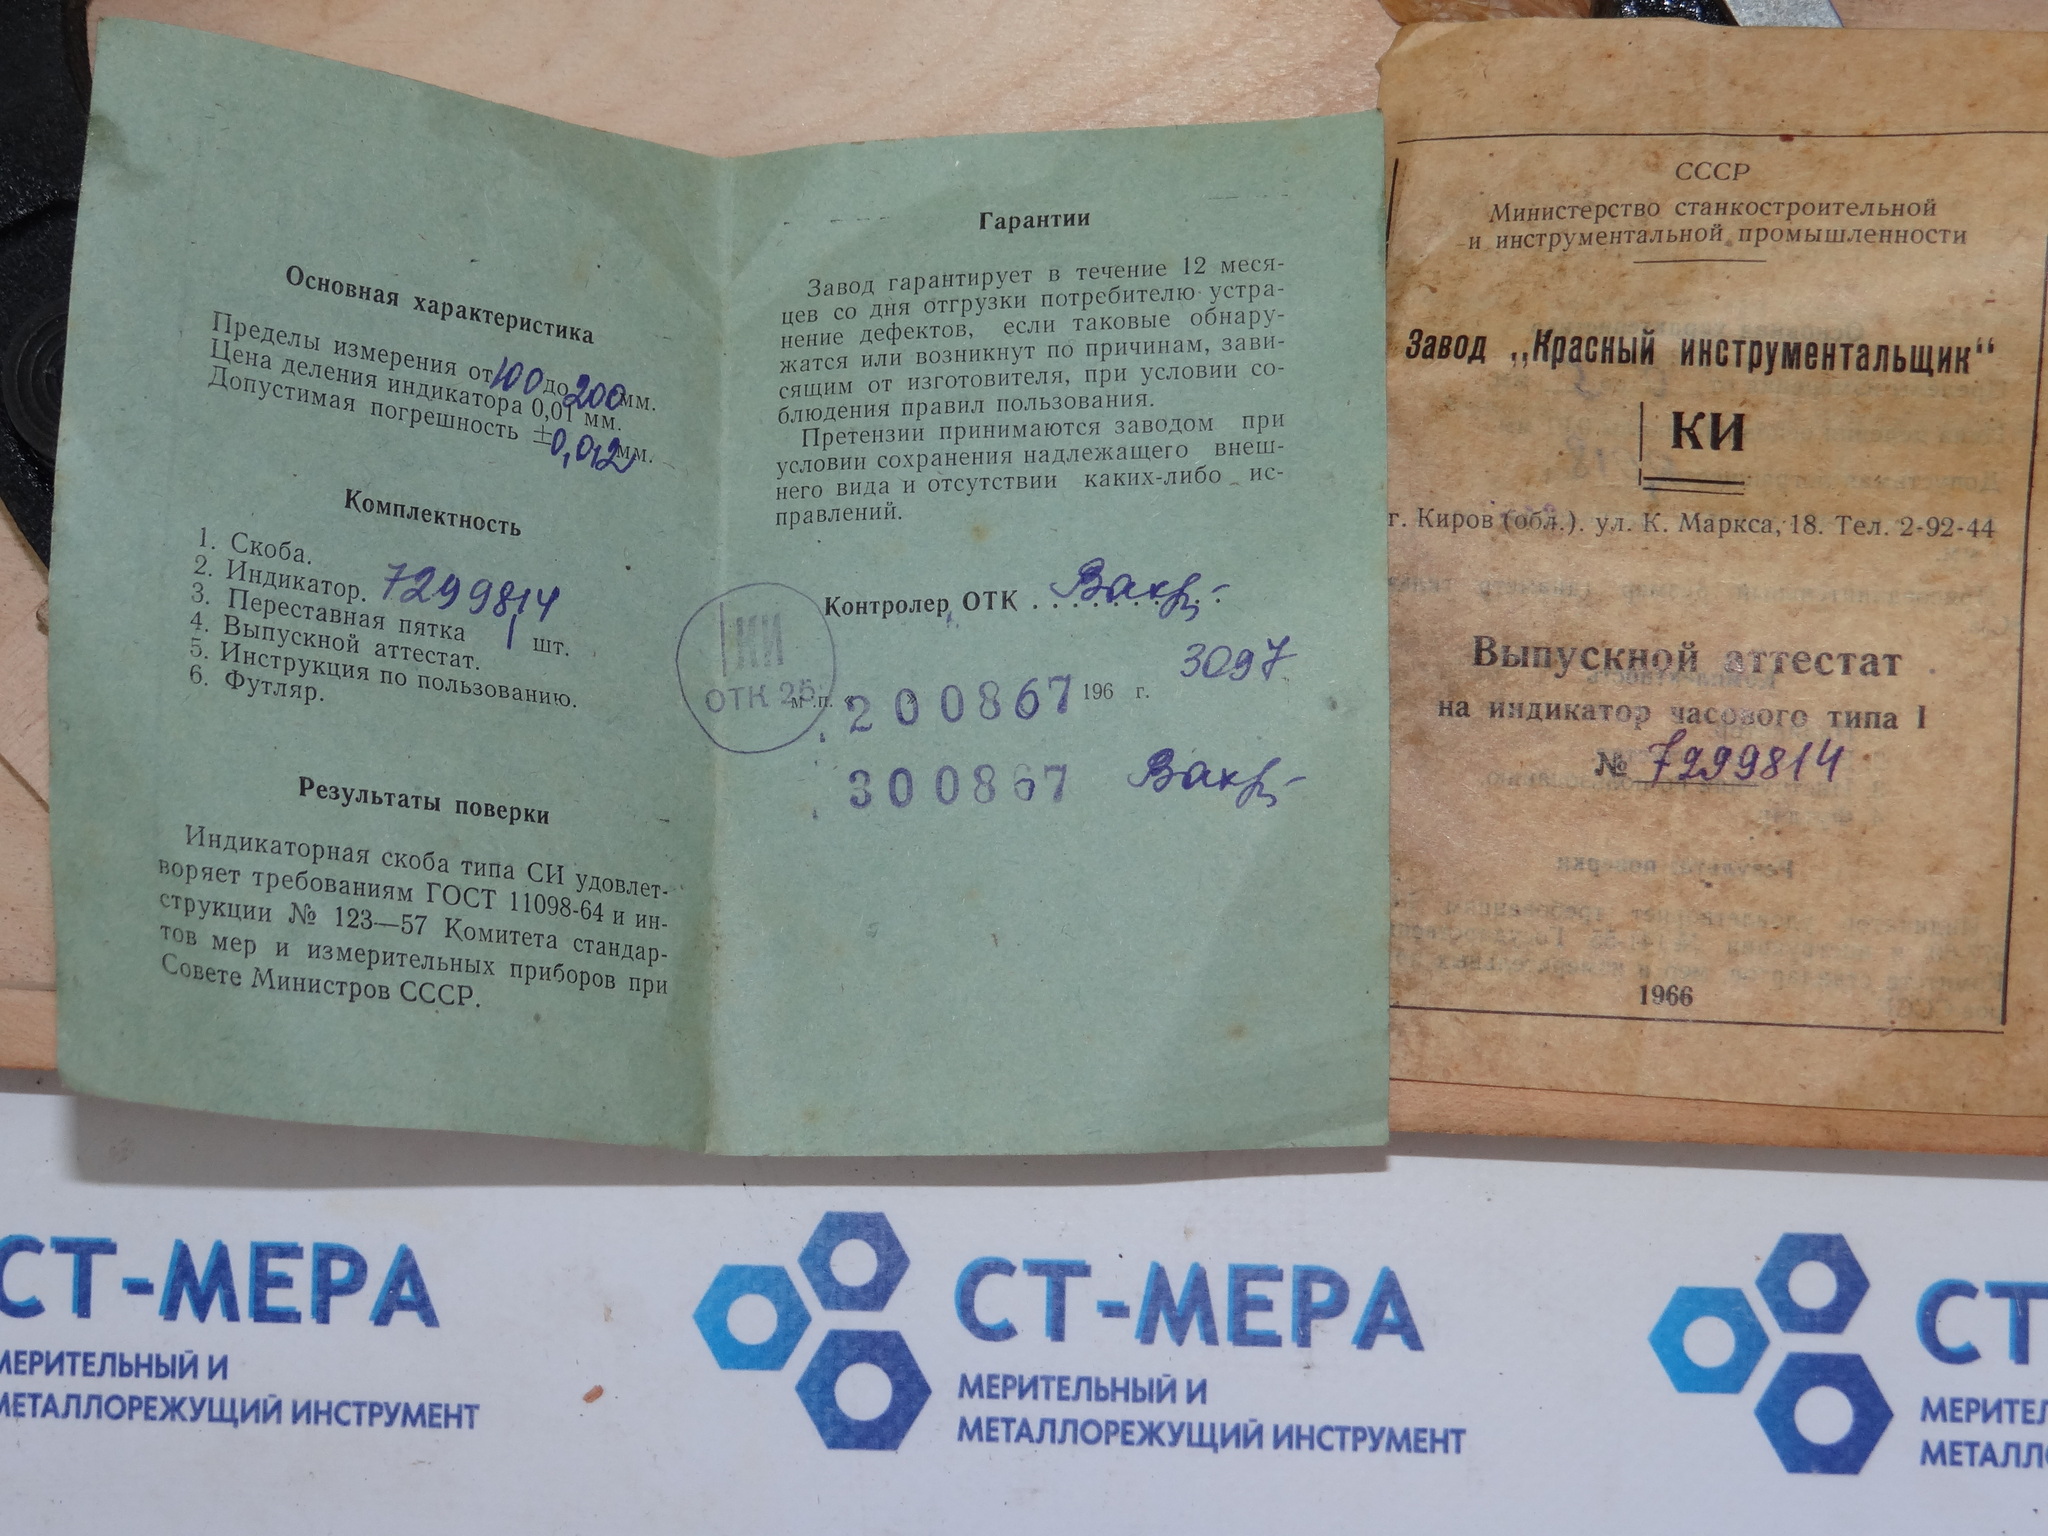 Основная характеристика
Пределы измерения от 100 до 200 мм.
Цена деления индикатора 0,01 мм.
Допустимая погрешность ±0,012 мм.
Комплектность
1. Скоба.
2. Индикатор. 7299814
3. Переставная пятка 1 шт.
4. Выпускной аттестат.
5. Инструкция по пользованию.
6. Футляр.
Результаты поверки
Индикаторная скоба типа СИ удовлет-
воряет требованиям ГОСТ 11098-64 и ин-
струкции № 123—57 Комитета стандар-
тов мер и измерительных приборов при
Совете Министров СССР.
Гарантии
Завод гарантирует в течение 12 меся-
цев со дня отгрузки потребителю устра-
нение дефектов, если таковые обнару-
жатся или возникнут по причинам, зави-
сящим от изготовителя, при условии со-
блюдения правил пользования.
Претензии принимаются заводом при
условии сохранения надлежащего внеш-
него вида и отсутствии каких-либо ис-
правлений.
Контролер ОТК . . . . . . . . . .
КИ
ОТК 25
3097
м. п. 200867 196 г.
300867
СССР
Министерство станкостроительной
и инструментальной промышленности
Завод „Красный инструментальщик“
КИ
г. Киров (обл.). ул. К. Маркса, 18. Тел. 2-92-44
Выпускной аттестат
на индикатор часового типа I
№ 7299814
1966
СТ-МЕРА
МЕРИТЕЛЬНЫЙ И
МЕТАЛЛОРЕЖУЩИЙ ИНСТРУМЕНТ
СТ-МЕРА
МЕРИТЕЛЬНЫЙ И
МЕТАЛЛОРЕЖУЩИЙ ИНСТРУМЕНТ
СТ
МЕРИТЕЛ
МЕТАЛЛО